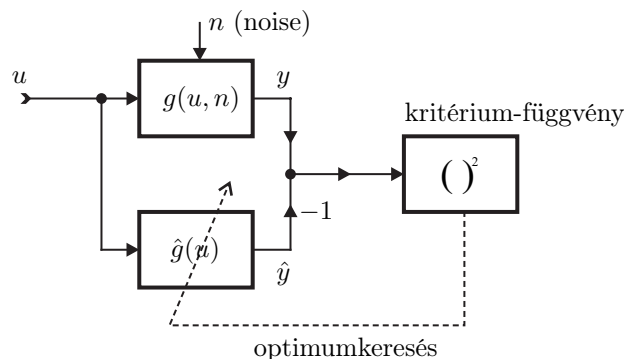 n (noise)
u
g(u, n)
y
kritérium-függvény
( )²
−1
ĝ(u)
ŷ
optimumkeresés